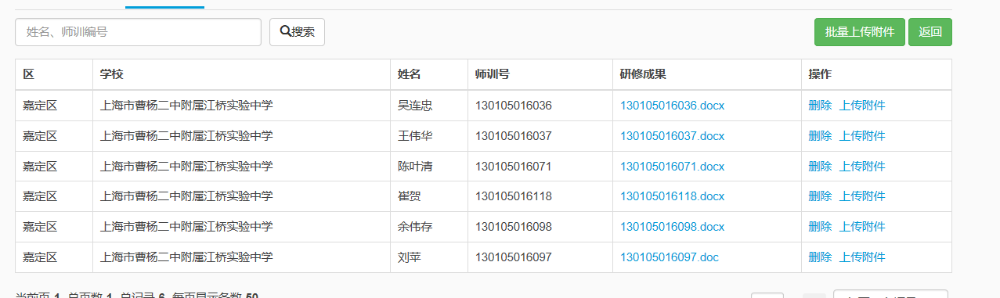 姓名、师训编号 搜索 批量上传附件 返回
区 学校 姓名 师训号 研修成果 操作
嘉定区 上海市曹杨二中附属江桥实验中学 吴连忠 130105016036 130105016036.docx 删除 上传附件
嘉定区 上海市曹杨二中附属江桥实验中学 王伟华 130105016037 130105016037.docx 删除 上传附件
嘉定区 上海市曹杨二中附属江桥实验中学 陈叶清 130105016071 130105016071.docx 删除 上传附件
嘉定区 上海市曹杨二中附属江桥实验中学 崔贺 130105016118 130105016118.docx 删除 上传附件
嘉定区 上海市曹杨二中附属江桥实验中学 余伟存 130105016098 130105016098.docx 删除 上传附件
嘉定区 上海市曹杨二中附属江桥实验中学 刘苹 130105016097 130105016097.doc 删除 上传附件
当前页 1 总页数 1 总记录 6 每页显示条数 50